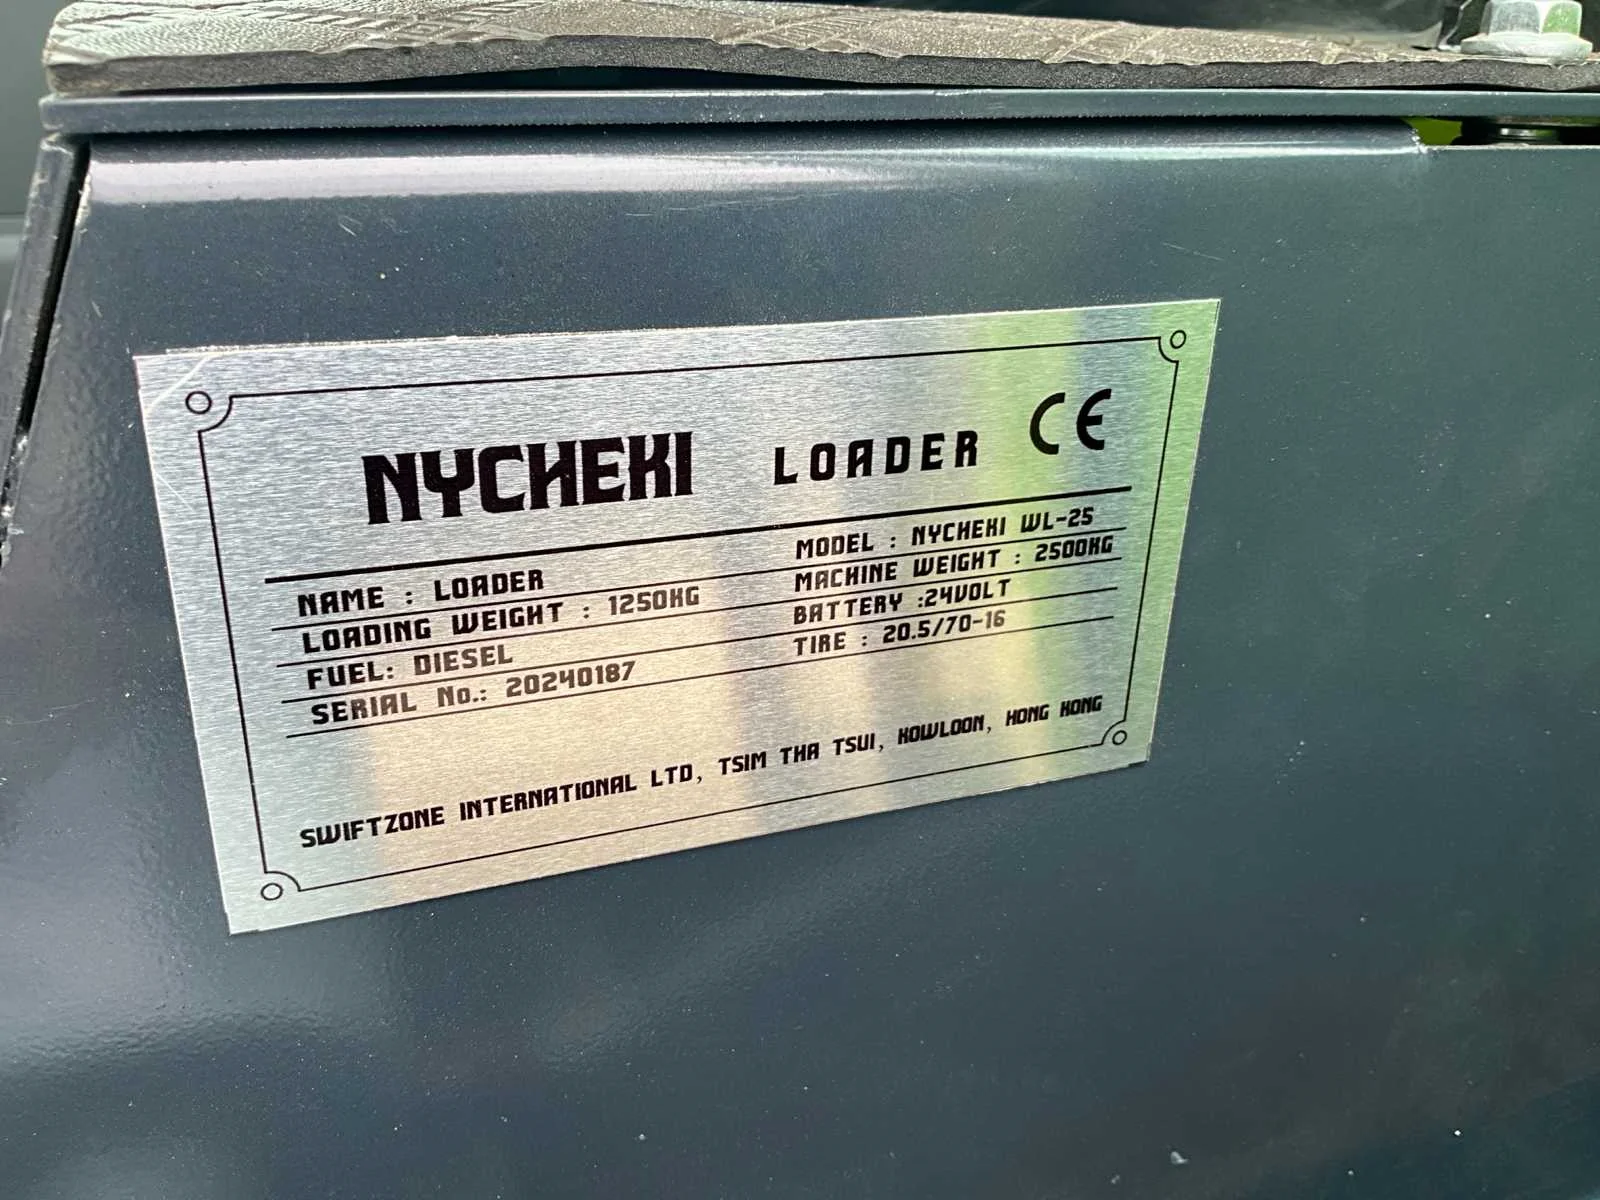 NYCHEKI LOADER CE
NAME : LOADER
MODEL : NYCHEKI WL-25
LOADING WEIGHT : 1250KG
MACHINE WEIGHT : 2500KG
FUEL: DIESEL
BATTERY :24VOLT
SERIAL No.: 20240187
TIRE : 20.5/70-16
SWIFTZONE INTERNATIONAL LTD, TSIM THA TSUI, KOWLOON, HONG KONG